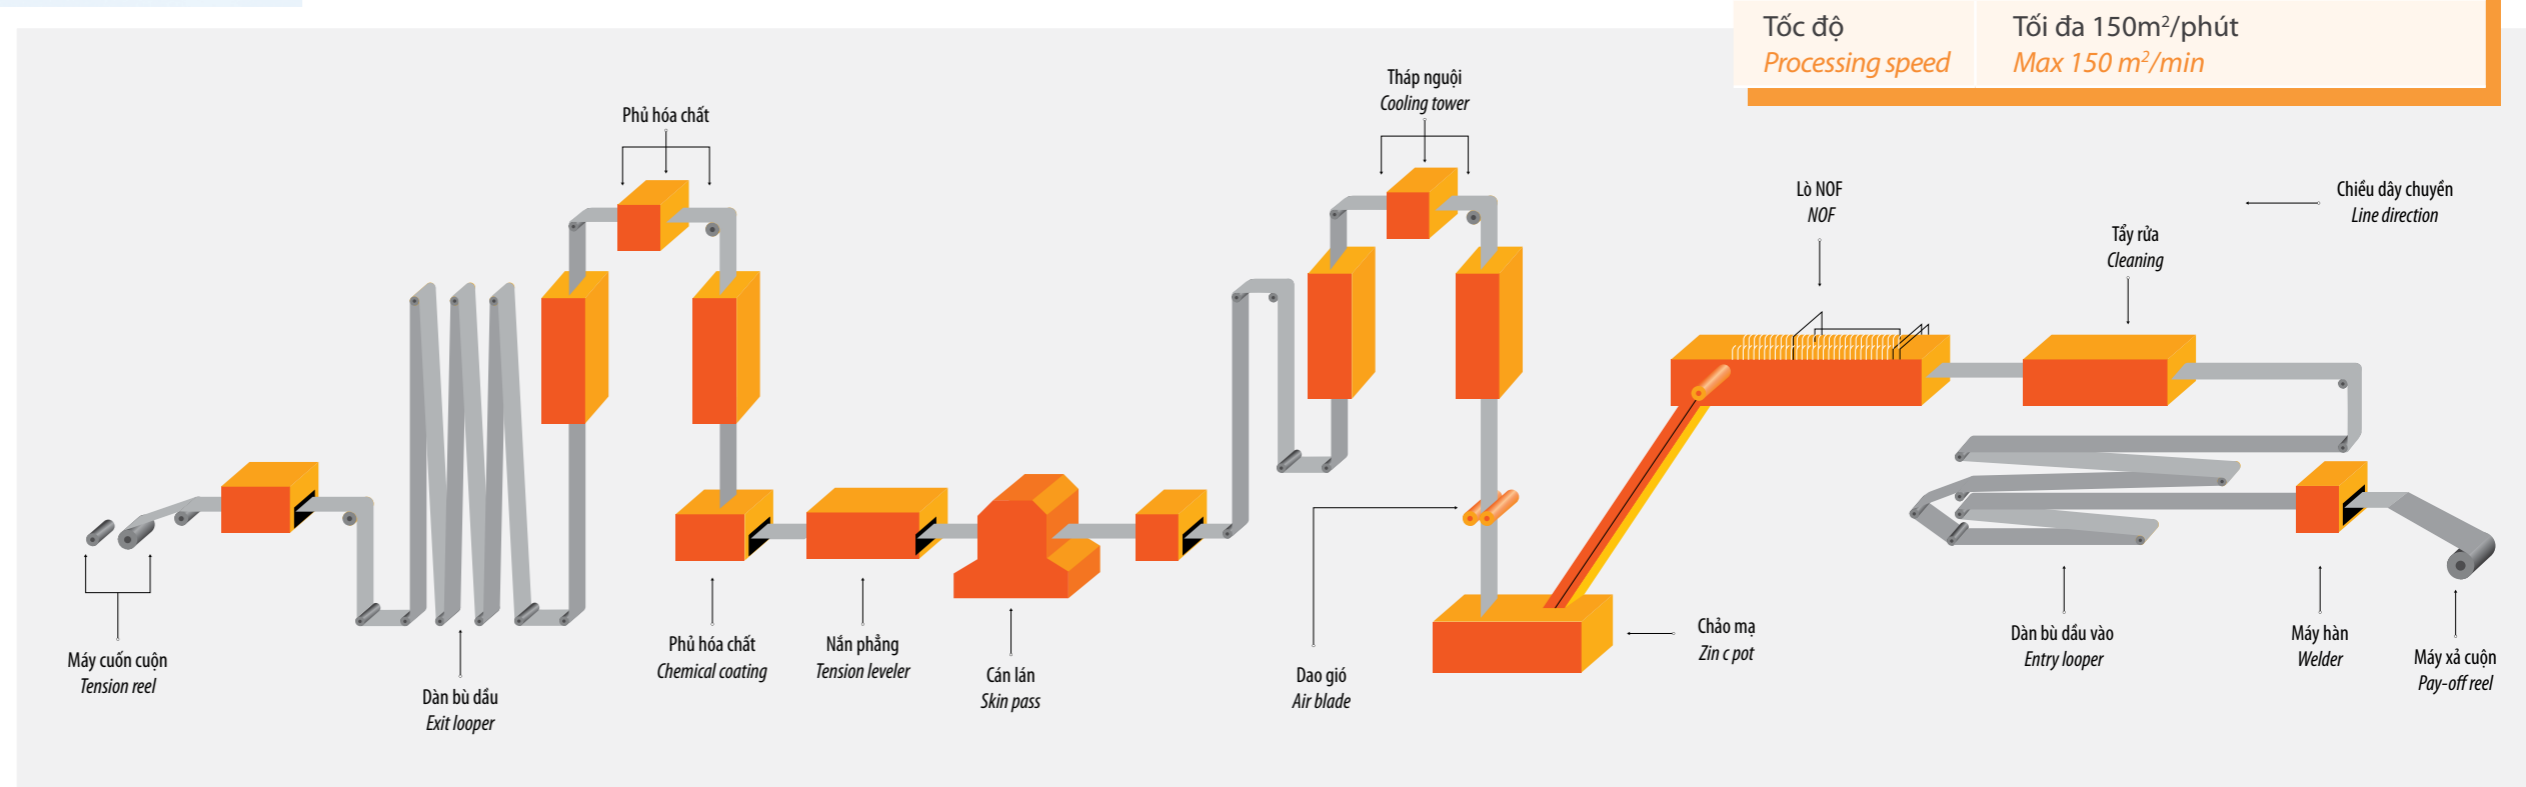 Tốc độ
Processing speed
Tối đa 150m²/phút
Max 150 m²/min
Phủ hóa chất
Tháp nguội
Cooling tower
Lò NOF
NOF
Chiều dây chuyền
Line direction
Tẩy rửa
Cleaning
Máy cuốn cuộn
Tension reel
Dàn bù dầu
Exit looper
Phủ hóa chất
Chemical coating
Nắn phẳng
Tension leveler
Cán lán
Skin pass
Dao gió
Air blade
Chảo mạ
Zin c pot
Dàn bù dầu vào
Entry looper
Máy hàn
Welder
Máy xả cuộn
Pay-off reel